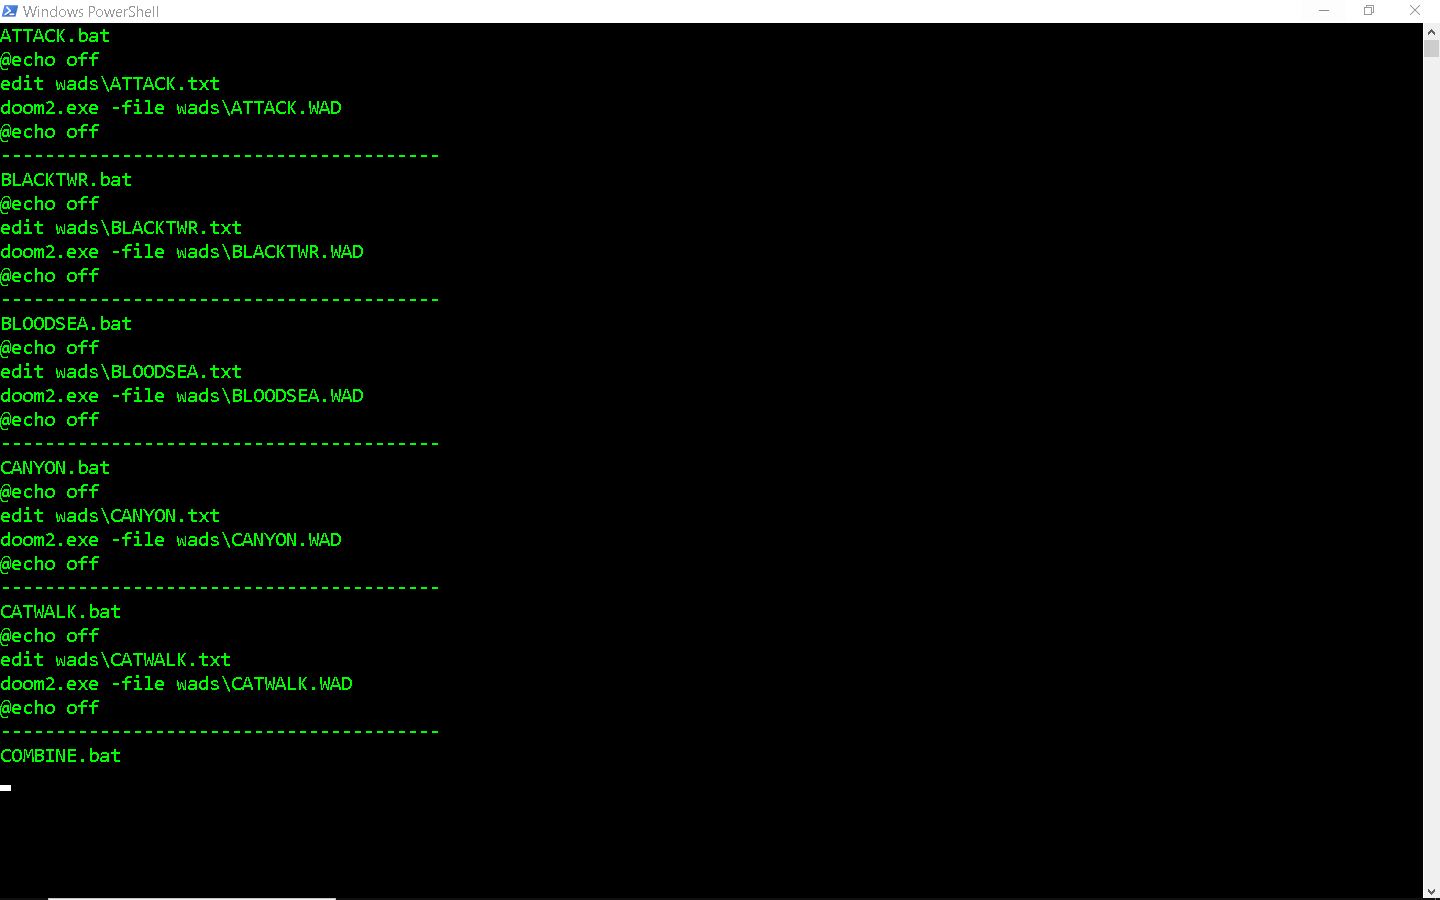 Windows PowerShell
ATTACK.bat
@echo off
edit wads\ATTACK.txt
doom2.exe -file wads\ATTACK.WAD
@echo off
----------------------------------------
BLACKTWR.bat
@echo off
edit wads\BLACKTWR.txt
doom2.exe -file wads\BLACKTWR.WAD
@echo off
----------------------------------------
BLOODSEA.bat
@echo off
edit wads\BLOODSEA.txt
doom2.exe -file wads\BLOODSEA.WAD
@echo off
----------------------------------------
CANYON.bat
@echo off
edit wads\CANYON.txt
doom2.exe -file wads\CANYON.WAD
@echo off
----------------------------------------
CATWALK.bat
@echo off
edit wads\CATWALK.txt
doom2.exe -file wads\CATWALK.WAD
@echo off
----------------------------------------
COMBINE.bat